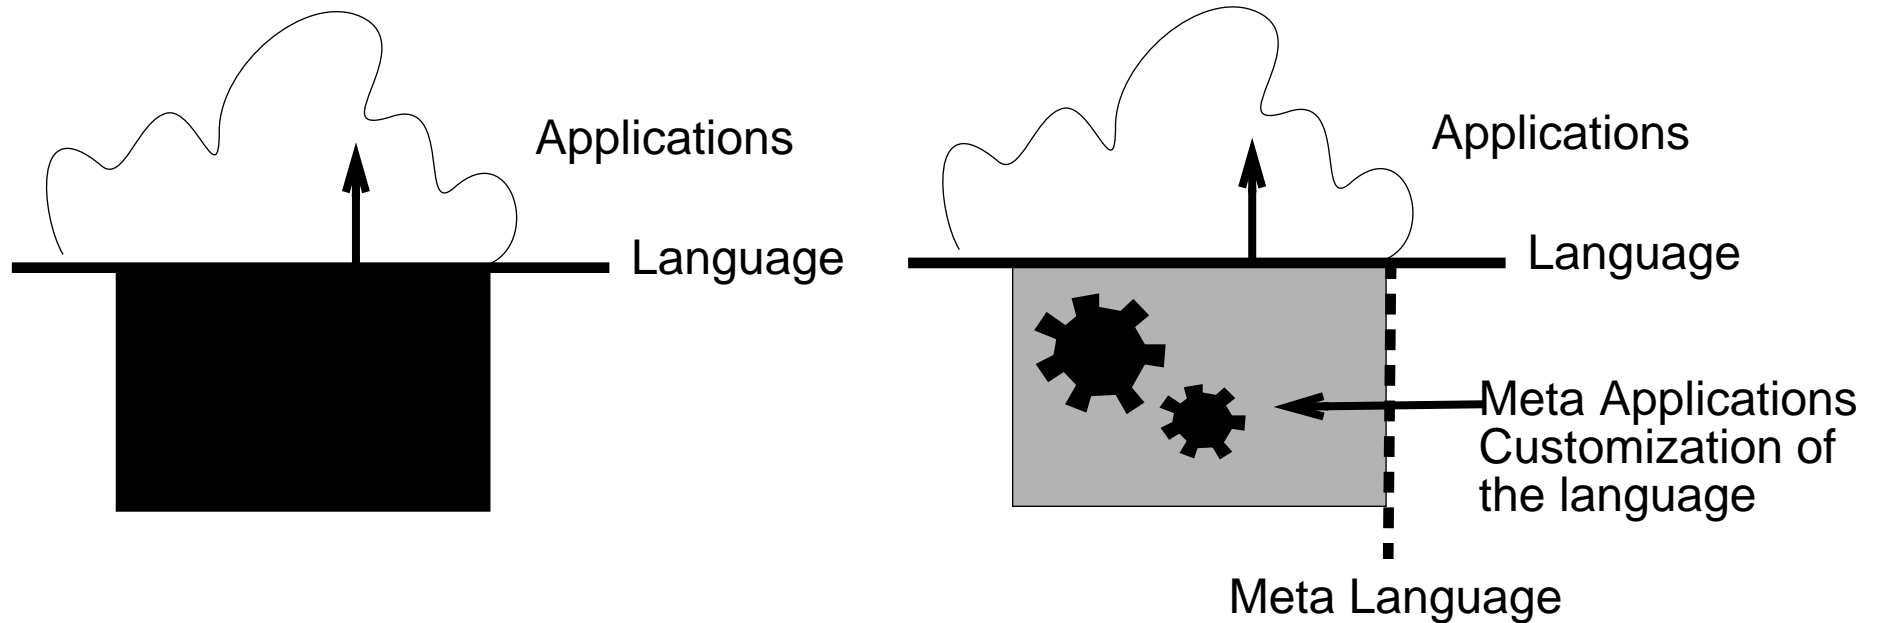 Applications
Language
Applications
Language
Meta Applications
Customization of
the language
Meta Language